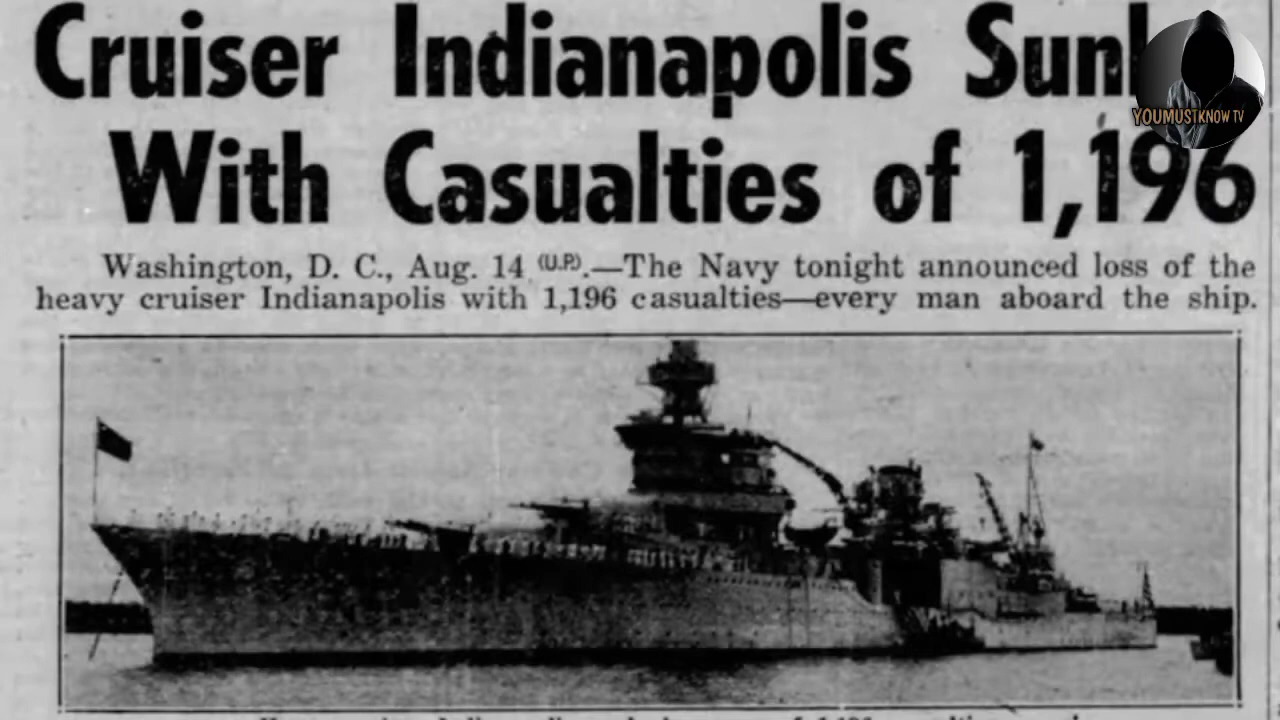 Cruiser Indianapolis Sunk
YOUMUSTKNOW TV
With Casualties of 1,196
Washington, D. C., Aug. 14 (U.P.).—The Navy tonight announced loss of the
heavy cruiser Indianapolis with 1,196 casualties—every man aboard the ship.